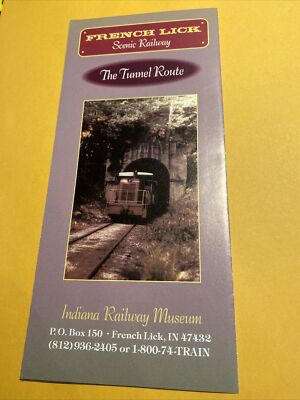 FRENCH LICK
Scenic Railway
The Tunnel Route
Indiana Railway Museum
P.O. Box 150 · French Lick, IN 47432
(812) 936-2405 or 1-800-74-TRAIN